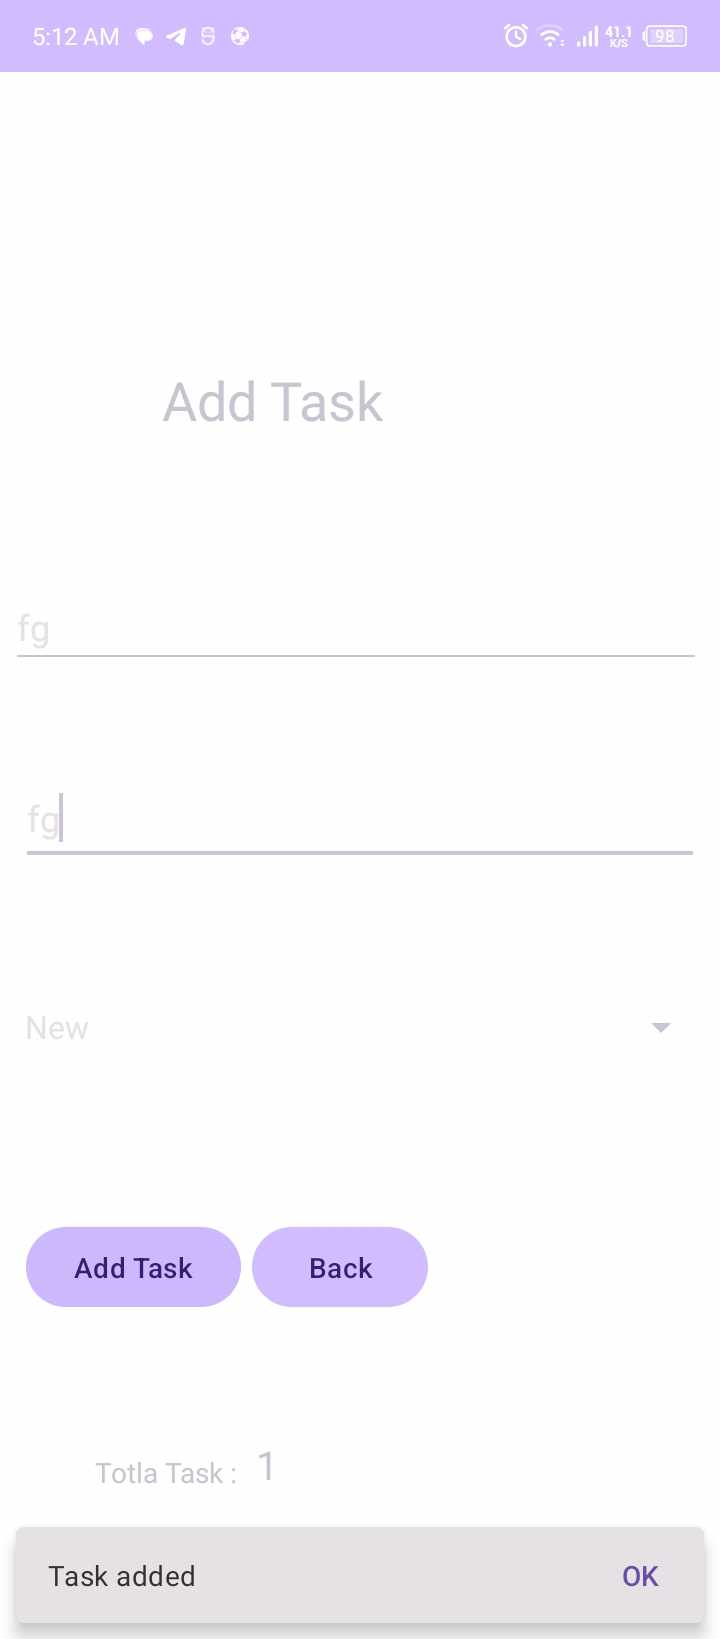 5:12 AM 41.1 K/S 98
Add Task
fg
fg
New
Add Task Back
Totla Task : 1
Task added OK